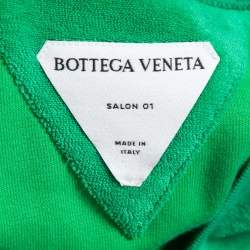 BOTTEGA VENETA
SALON 01
MADE IN
ITALY